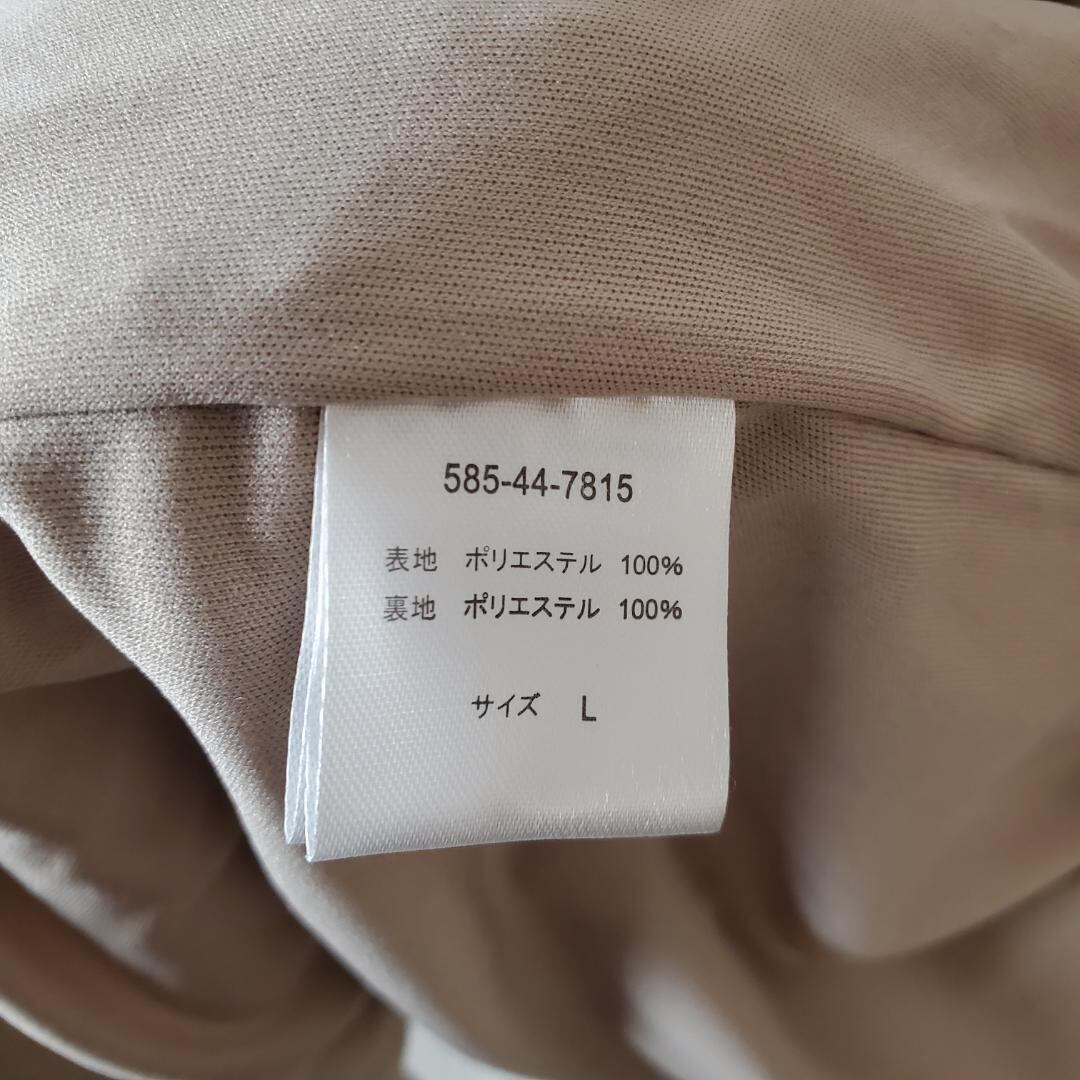 585-44-7815
表地 ポリエステル 100%
裏地 ポリエステル 100%
サイズ L